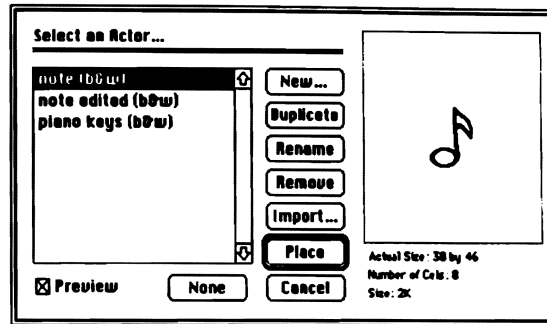 Select an Actor...
note (b&w)
note edited (b&w)
piano keys (b&w)
New...
Duplicate
Rename
Remove
Import...
Place
Cancel
Preview
None
Actual Size: 38 by 46
Number of Cels: 8
Size: 2K